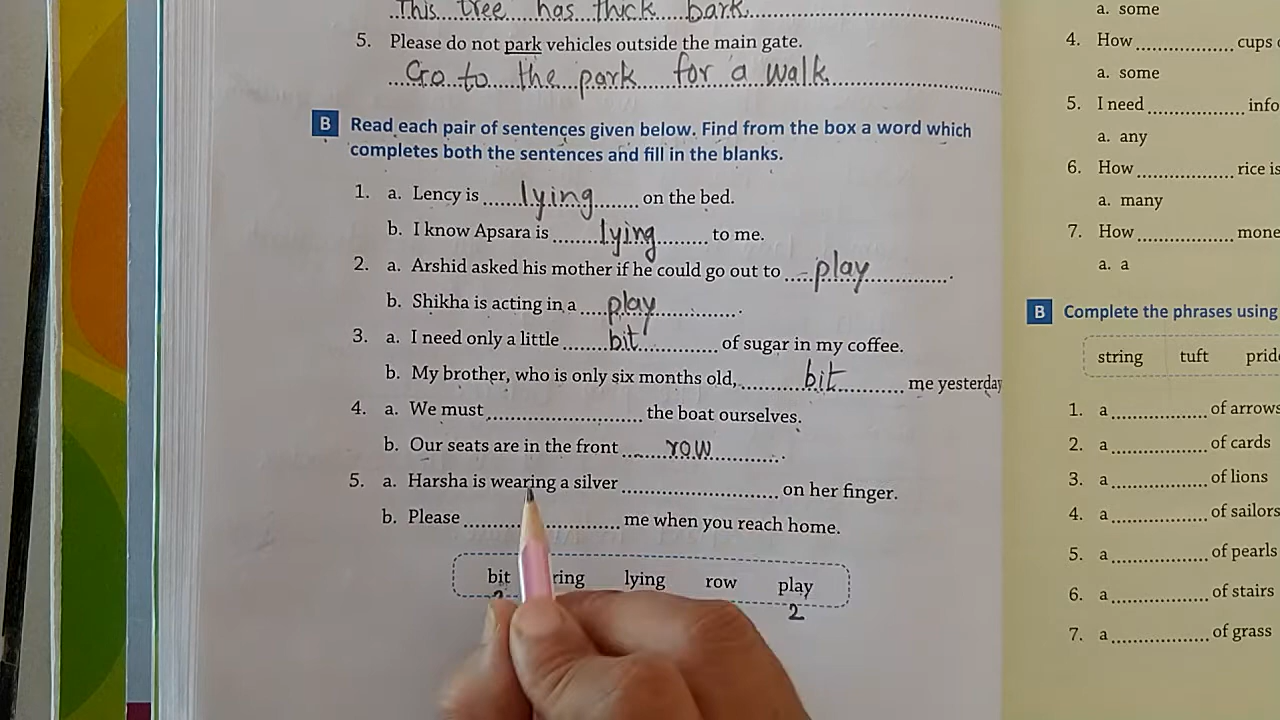 This tree has thick bark.
5. Please do not park vehicles outside the main gate.
Go to the park for a walk.
B Read each pair of sentences given below. Find from the box a word which
completes both the sentences and fill in the blanks.
1. a. Lency is lying on the bed.
b. I know Apsara is lying to me.
2. a. Arshid asked his mother if he could go out to play.
b. Shikha is acting in a play.
3. a. I need only a little bit of sugar in my coffee.
b. My brother, who is only six months old, bit me yesterday
4. a. We must ........ the boat ourselves.
b. Our seats are in the front row.
5. a. Harsha is wearing a silver ........ on her finger.
b. Please ........ me when you reach home.
bit ring lying row play
2
a. some
4. How ........ cups
a. some
5. I need ........ info
a. any
6. How ........ rice is
a. many
7. How ........ mone
a. a
B Complete the phrases using
string tuft prid
1. a ........ of arrows
2. a ........ of cards
3. a ........ of lions
4. a ........ of sailors
5. a ........ of pearls
6. a ........ of stairs
7. a ........ of grass